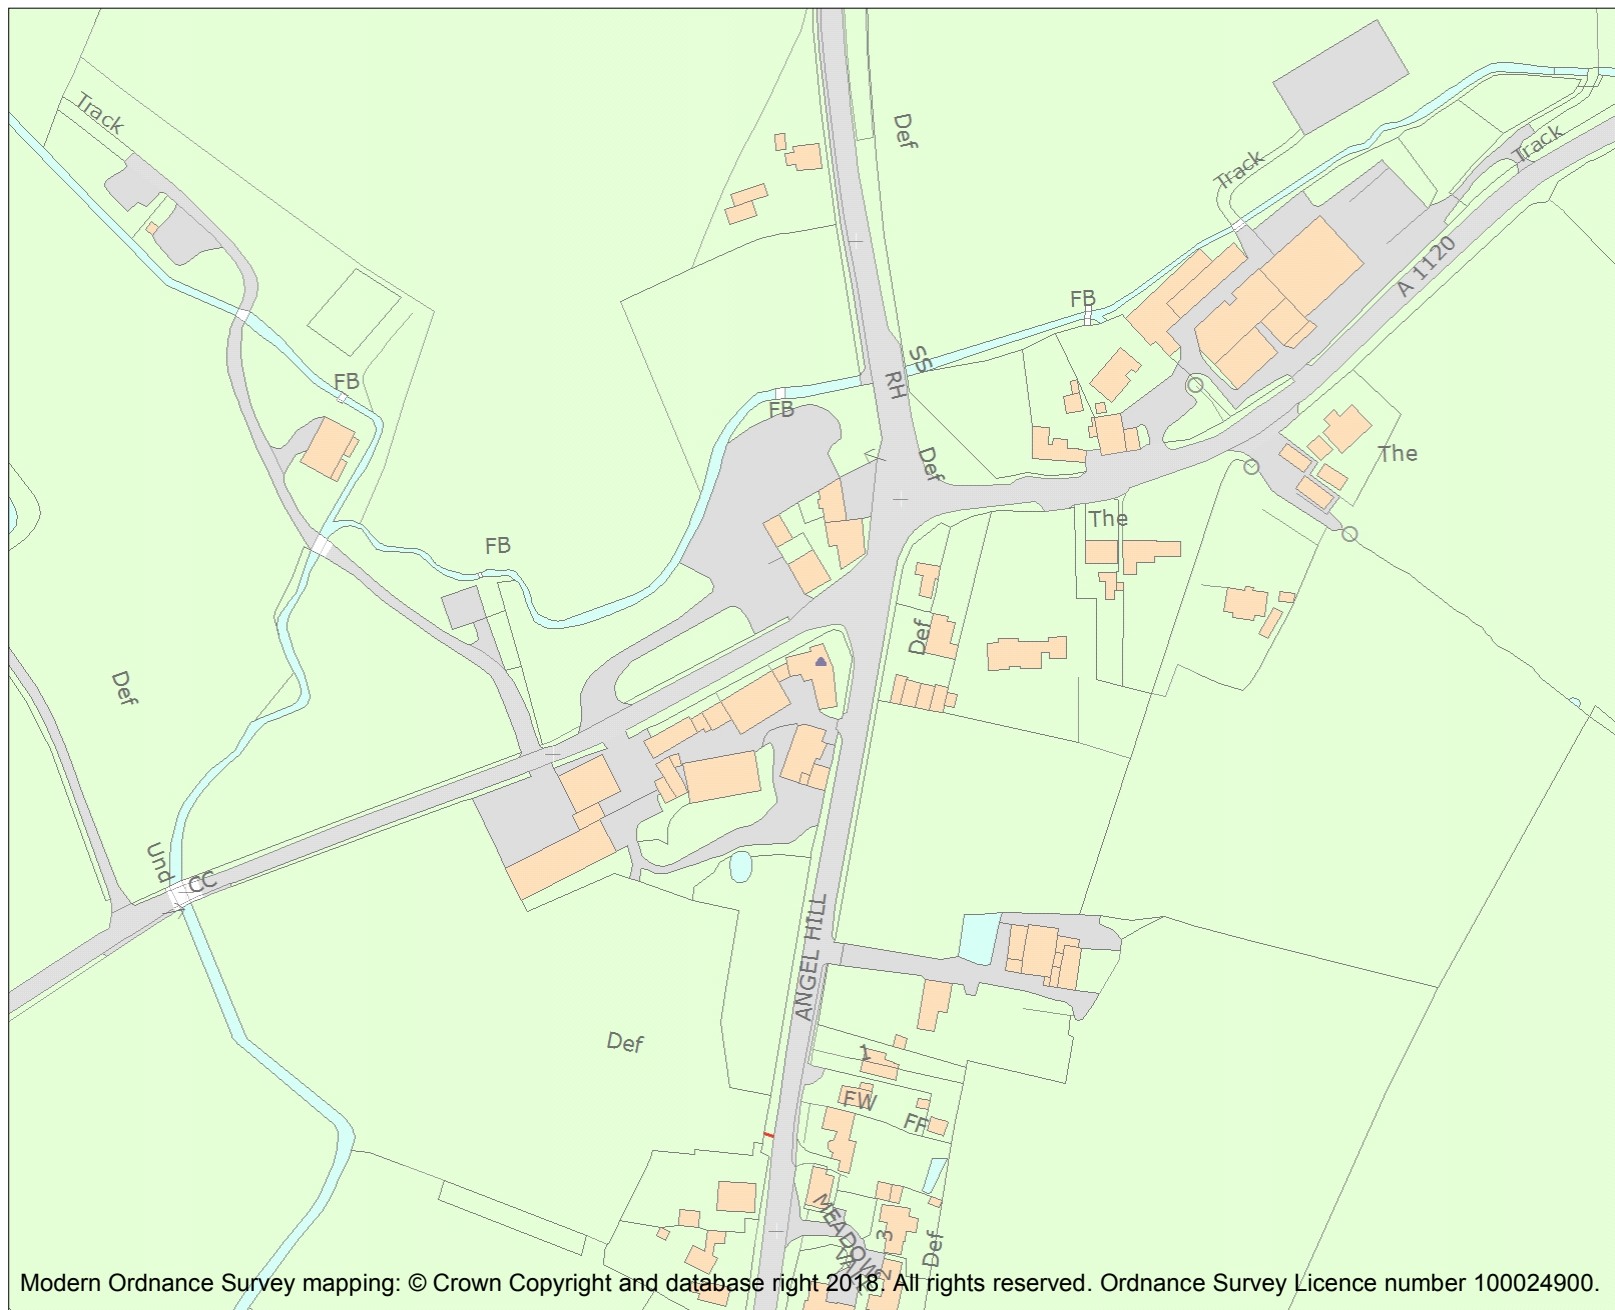 Track
Def
Track
Track
A 1120
FB
SS
RH
FB
FB
Def
The
The
FB
Def
Def
Und
CC
ANGEL HILL
Def
1
FW
FF
MEADOW
3
Def
2
Modern Ordnance Survey mapping: © Crown Copyright and database right 2018. All rights reserved. Ordnance Survey Licence number 100024900.